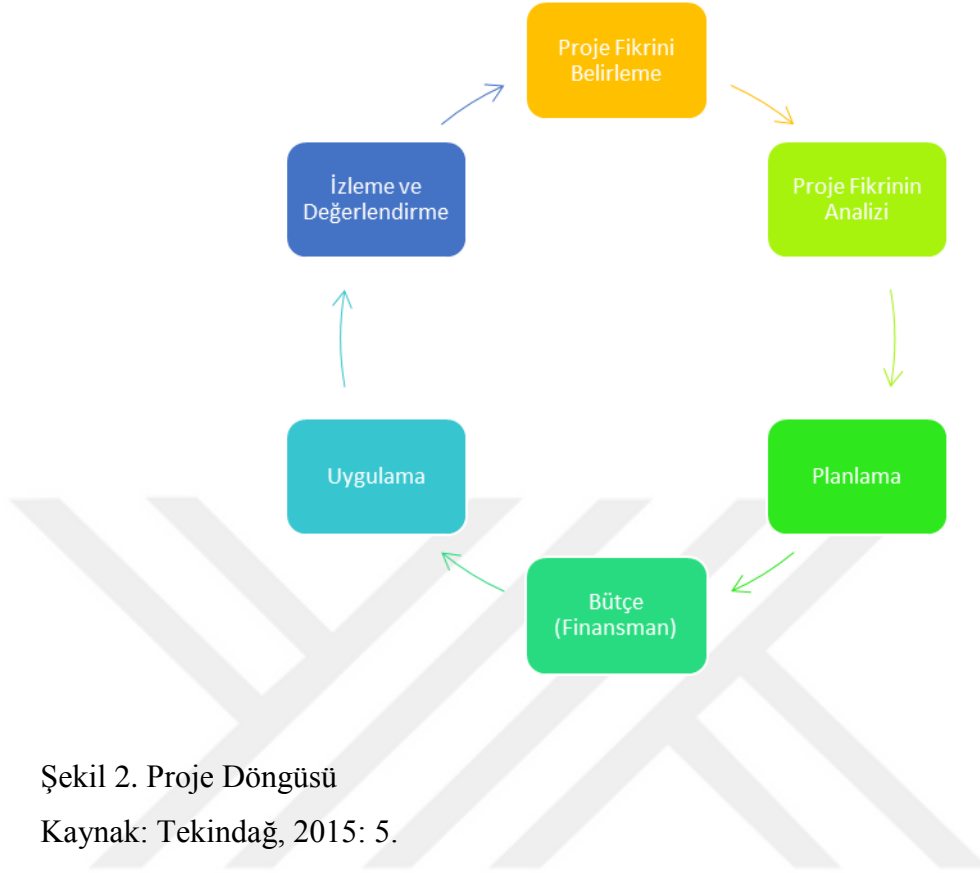 Proje Fikrini
Belirleme
Proje Fikrinin
Analizi
Planlama
Bütçe
(Finansman)
Uygulama
İzleme ve
Değerlendirme
Şekil 2. Proje Döngüsü
Kaynak: Tekindağ, 2015: 5.